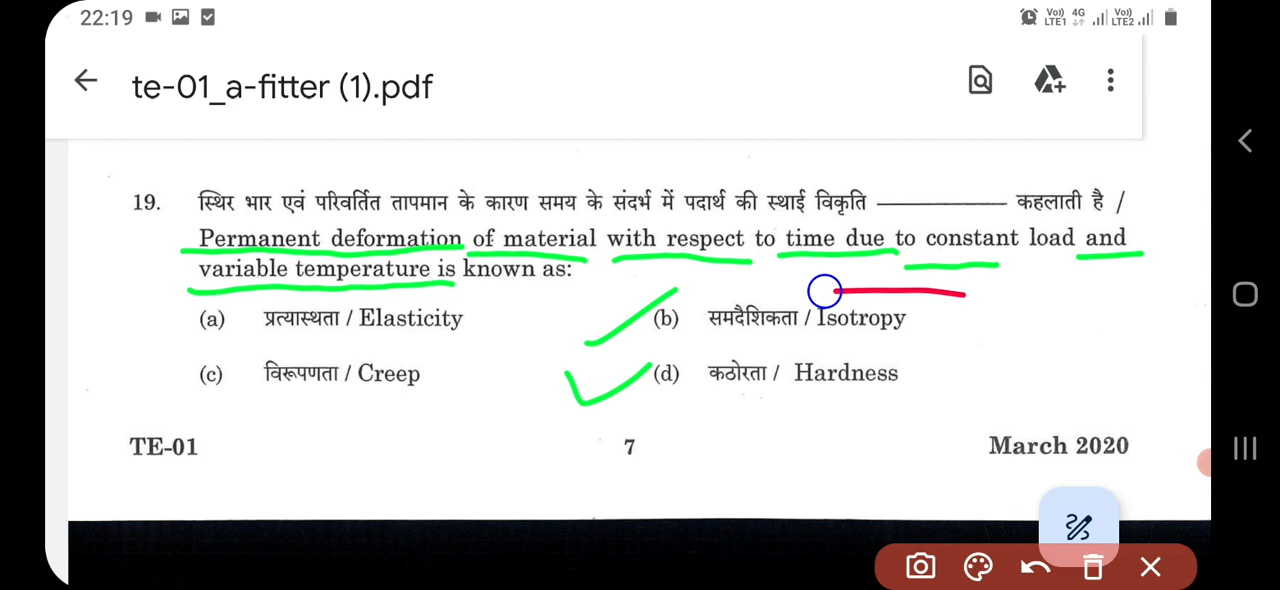 22:19 Vo)) LTE1 4G Vo)) LTE2
te-01_a-fitter (1).pdf
19. स्थिर भार एवं परिवर्तित तापमान के कारण समय के संदर्भ में पदार्थ की स्थाई विकृति ____________ कहलाती है /
Permanent deformation of material with respect to time due to constant load and
variable temperature is known as:
(a) प्रत्यास्थता / Elasticity (b) समदैशिकता / Isotropy
(c) विरूपणता / Creep (d) कठोरता / Hardness
TE-01 7 March 2020